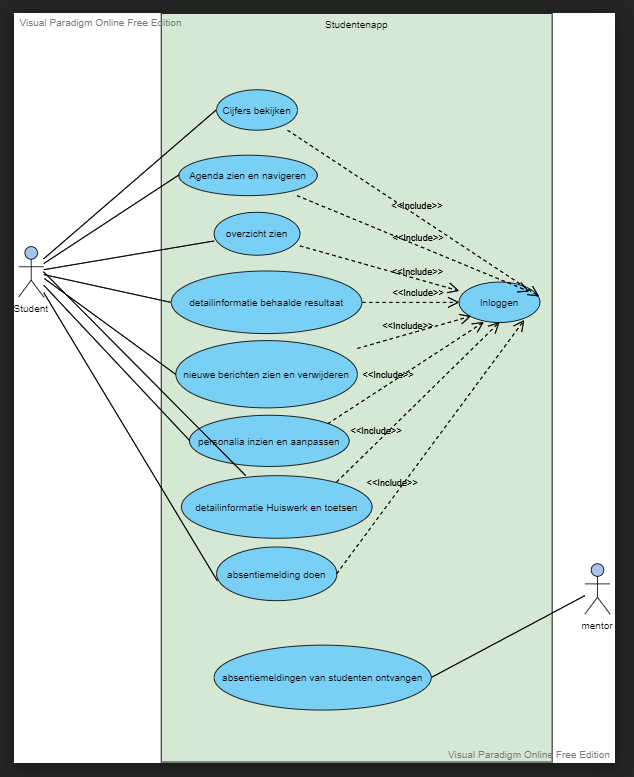 Visual Paradigm Online Free Edition
Studentenapp
Cijfers bekijken
Agenda zien en navigeren
<<Include>>
overzicht zien
<<Include>>
<<Include>>
detailinformatie behaalde resultaat
<<Include>>
Inloggen
Student
<<Include>>
nieuwe berichten zien en verwijderen
<<Include>>
personalia inzien en aanpassen
<<Include>>
detailinformatie Huiswerk en toetsen
<<Include>>
absentiemelding doen
mentor
absentiemeldingen van studenten ontvangen
Visual Paradigm Online Free Edition